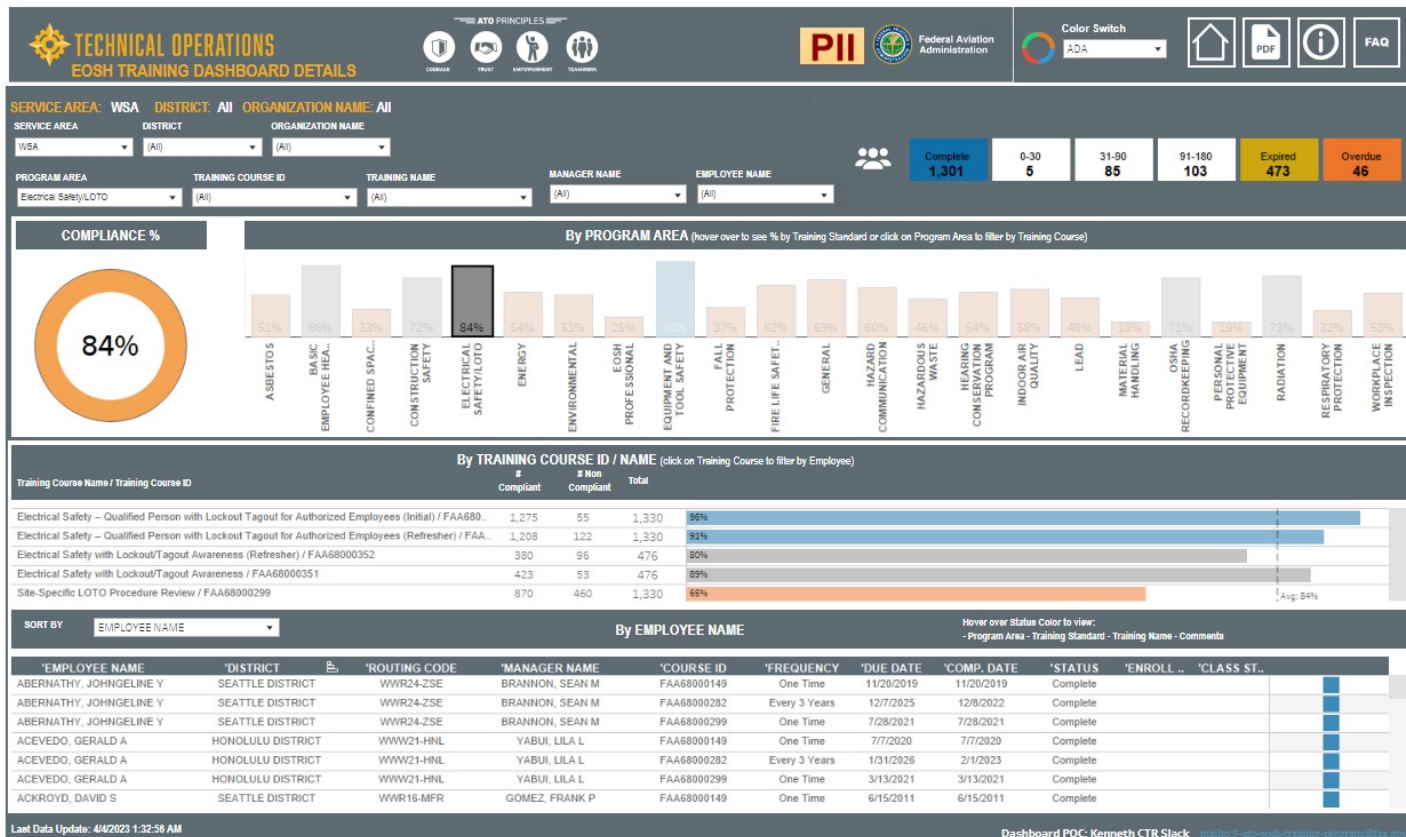 TECHNICAL OPERATIONS
EOSH TRAINING DASHBOARD DETAILS
ATO PRINCIPLES
COURAGE TRUST EMPOWERMENT TEAMWORK
PII
Federal Aviation
Administration
Color Switch
ADA
PDF
FAQ
SERVICE AREA: WSA DISTRICT: All ORGANIZATION NAME: All
SERVICE AREA DISTRICT ORGANIZATION NAME
WSA (All) (All)
PROGRAM AREA TRAINING COURSE ID TRAINING NAME MANAGER NAME EMPLOYEE NAME
Electrical Safety/LOTO (All) (All) (All) (All)
Complete 0-30 31-90 91-180 Expired Overdue
1,301 5 85 103 473 46
COMPLIANCE %
84%
By PROGRAM AREA (hover over to see % by Training Standard or click on Program Area to filter by Training Course)
51% 86% 33% 72% 84% 54% 51% 25% 90% 37% 62% 69% 60% 46% 54% 58% 48% 19% 71% 19% 73% 32% 53%
ASBESTOS
BASIC EMPLOYEE HEA..
CONFINED SPAC..
CONSTRUCTION SAFETY
ELECTRICAL SAFETY/LOTO
ENERGY
ENVIRONMENTAL
EOSH PROFESSIONAL
EQUIPMENT AND TOOL SAFETY
FALL PROTECTION
FIRE LIFE SAFET..
GENERAL
HAZARD COMMUNICATION
HAZARDOUS WASTE
HEARING CONSERVATION PROGRAM
INDOOR AIR QUALITY
LEAD
MATERIAL HANDLING
OSHA RECORDKEEPING
PERSONAL PROTECTIVE EQUIPMENT
RADIATION
RESPIRATORY PROTECTION
WORKPLACE INSPECTION
By TRAINING COURSE ID / NAME (click on Training Course to filter by Employee)
Training Course Name / Training Course ID # Compliant # Non Compliant Total
Electrical Safety – Qualified Person with Lockout Tagout for Authorized Employees (Initial) / FAA680.. 1,275 55 1,330 96%
Electrical Safety – Qualified Person with Lockout Tagout for Authorized Employees (Refresher) / FAA.. 1,208 122 1,330 91%
Electrical Safety with Lockout/Tagout Awareness (Refresher) / FAA68000352 380 96 476 80%
Electrical Safety with Lockout/Tagout Awareness / FAA68000351 423 53 476 89%
Site-Specific LOTO Procedure Review / FAA68000299 870 460 1,330 65%
Avg: 84%
SORT BY EMPLOYEE NAME
By EMPLOYEE NAME
Hover over Status Color to view:
- Program Area - Training Standard - Training Name - Comments
'EMPLOYEE NAME 'DISTRICT 'ROUTING CODE 'MANAGER NAME 'COURSE ID 'FREQUENCY 'DUE DATE 'COMP. DATE 'STATUS 'ENROLL .. 'CLASS ST..
ABERNATHY, JOHNGELINE Y SEATTLE DISTRICT WWR24-ZSE BRANNON, SEAN M FAA68000149 One Time 11/20/2019 11/20/2019 Complete
ABERNATHY, JOHNGELINE Y SEATTLE DISTRICT WWR24-ZSE BRANNON, SEAN M FAA68000282 Every 3 Years 12/7/2025 12/8/2022 Complete
ABERNATHY, JOHNGELINE Y SEATTLE DISTRICT WWR24-ZSE BRANNON, SEAN M FAA68000299 One Time 7/28/2021 7/28/2021 Complete
ACEVEDO, GERALD A HONOLULU DISTRICT WWW21-HNL YABUI, LILA L FAA68000149 One Time 7/7/2020 7/7/2020 Complete
ACEVEDO, GERALD A HONOLULU DISTRICT WWW21-HNL YABUI, LILA L FAA68000282 Every 3 Years 1/31/2026 2/1/2023 Complete
ACEVEDO, GERALD A HONOLULU DISTRICT WWW21-HNL YABUI, LILA L FAA68000299 One Time 3/13/2021 3/13/2021 Complete
ACKROYD, DAVID S SEATTLE DISTRICT WWR16-MFR GOMEZ, FRANK P FAA68000149 One Time 6/15/2011 6/15/2011 Complete
Last Data Update: 4/4/2023 1:32:56 AM
Dashboard POC: Kenneth CTR Slack